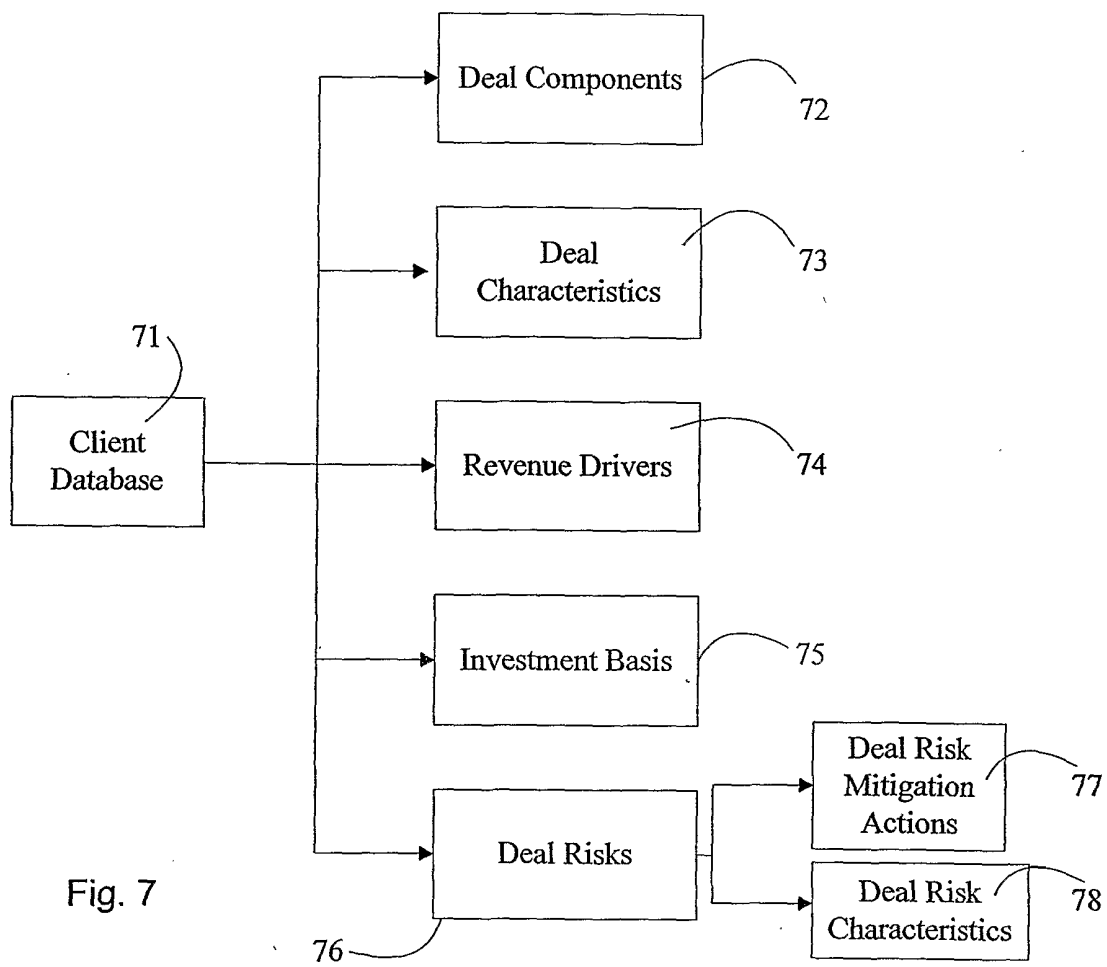 Deal Components
72
Deal
Characteristics
73
71
Client
Database
Revenue Drivers
74
Investment Basis
75
Deal Risks
76
Deal Risk
Mitigation
Actions
77
Deal Risk
Characteristics
78
Fig. 7